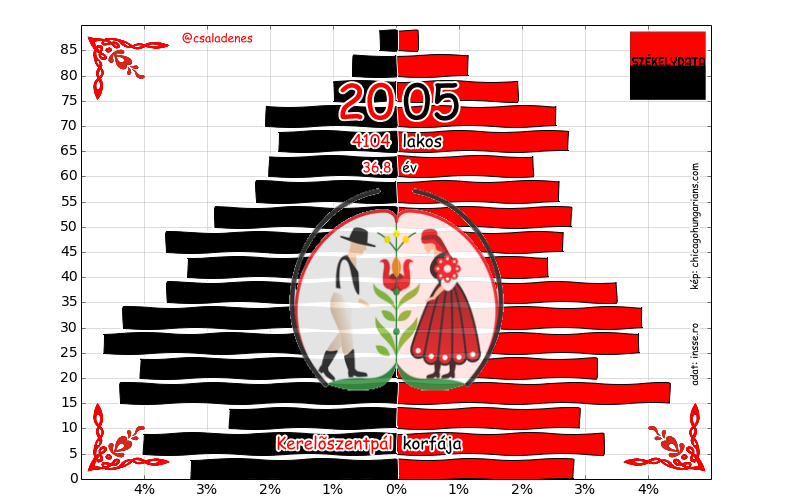 @csaladenes
SZÉKELYDATA
2005
4104 lakos
36.8 év
kép: chicagohungarians.com
adat: insse.ro
Kerelőszentpál korfája
85
80
75
70
65
60
55
50
45
40
35
30
25
20
15
10
5
0
4% 3% 2% 1% 0% 1% 2% 3% 4%